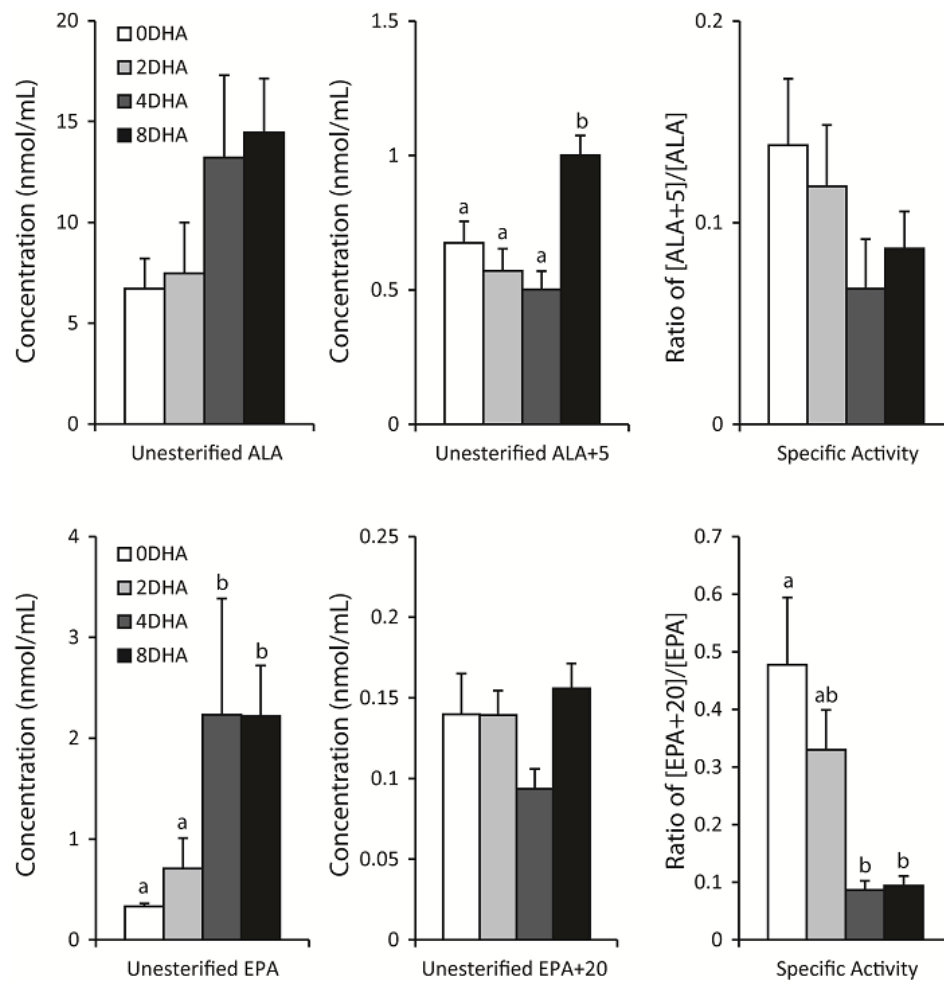 20
15
10
5
0
Concentration (nmol/mL)
0DHA
2DHA
4DHA
8DHA
Unesterified ALA
1.5
1
0.5
0
Concentration (nmol/mL)
a
a
a
b
Unesterified ALA+5
0.2
0.1
0
Ratio of [ALA+5]/[ALA]
Specific Activity
4
3
2
1
0
Concentration (nmol/mL)
0DHA
2DHA
4DHA
8DHA
a
a
b
b
Unesterified EPA
0.25
0.2
0.15
0.1
0.05
0
Concentration (nmol/mL)
Unesterified EPA+20
0.7
0.6
0.5
0.4
0.3
0.2
0.1
0
Ratio of [EPA+20]/[EPA]
a
ab
b
b
Specific Activity